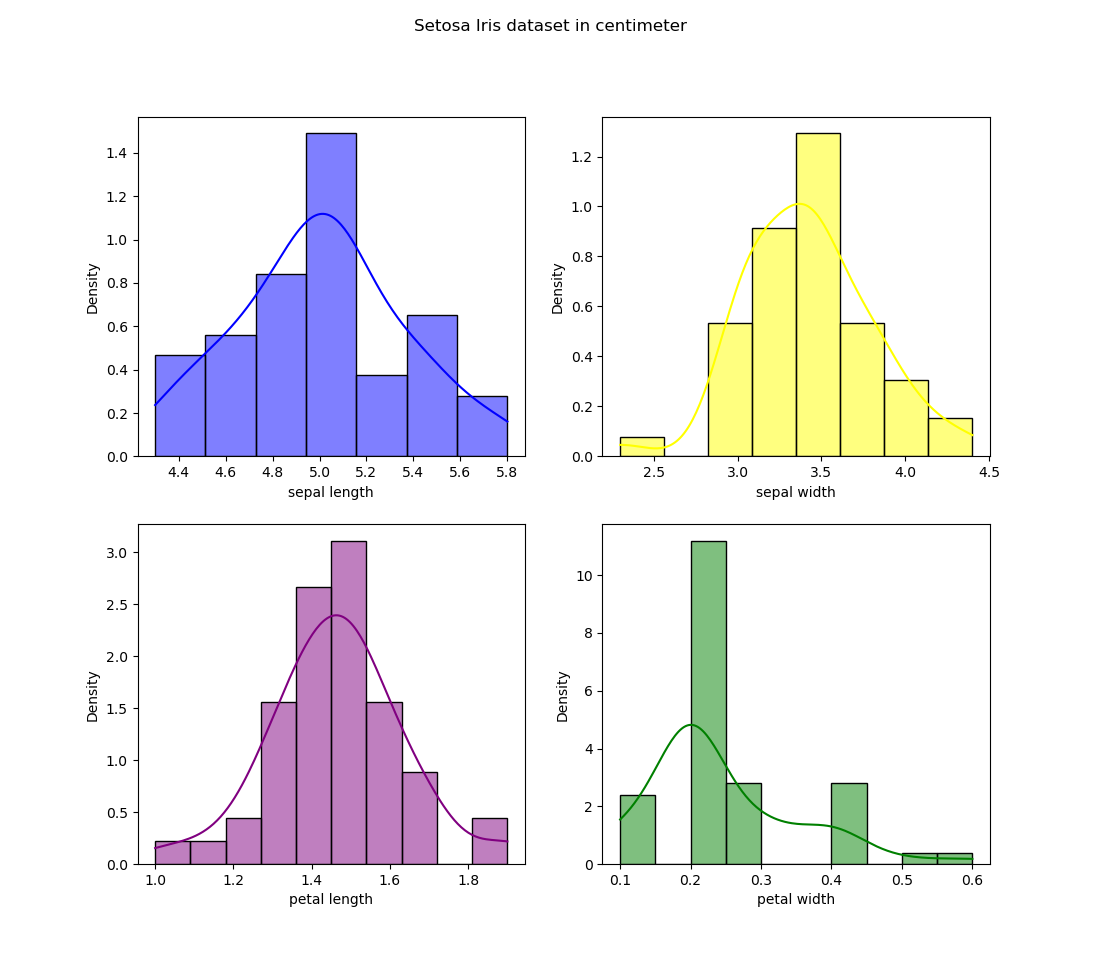 Setosa Iris dataset in centimeter
Density
1.4
1.2
1.0
0.8
0.6
0.4
0.2
0.0
4.4 4.6 4.8 5.0 5.2 5.4 5.6 5.8
sepal length
Density
1.2
1.0
0.8
0.6
0.4
0.2
0.0
2.5 3.0 3.5 4.0 4.5
sepal width
Density
3.0
2.5
2.0
1.5
1.0
0.5
0.0
1.0 1.2 1.4 1.6 1.8
petal length
Density
10
8
6
4
2
0
0.1 0.2 0.3 0.4 0.5 0.6
petal width